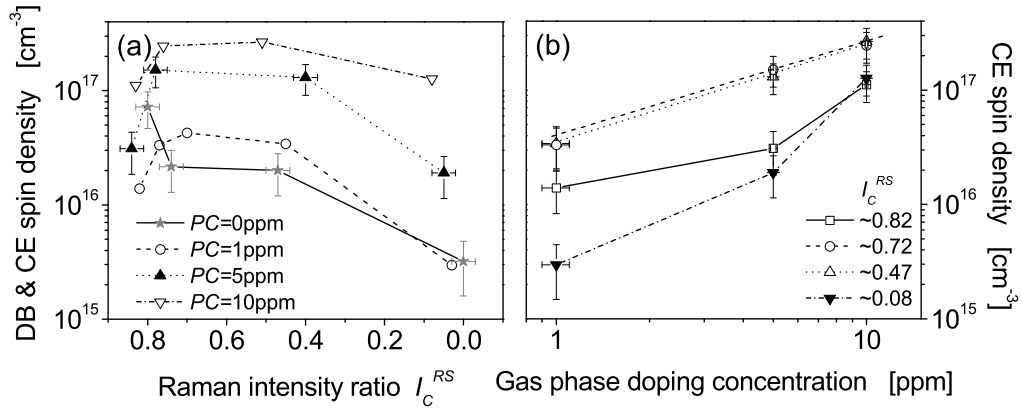 DB & CE spin density [cm⁻³]
10¹⁷
10¹⁶
10¹⁵
(a)
PC=0ppm
PC=1ppm
PC=5ppm
PC=10ppm
0.8 0.6 0.4 0.2 0.0
Raman intensity ratio I_C^RS
(b)
I_C^RS
~0.82
~0.72
~0.47
~0.08
1 10
Gas phase doping concentration [ppm]
10¹⁷
10¹⁶
10¹⁵
CE spin density [cm⁻³]